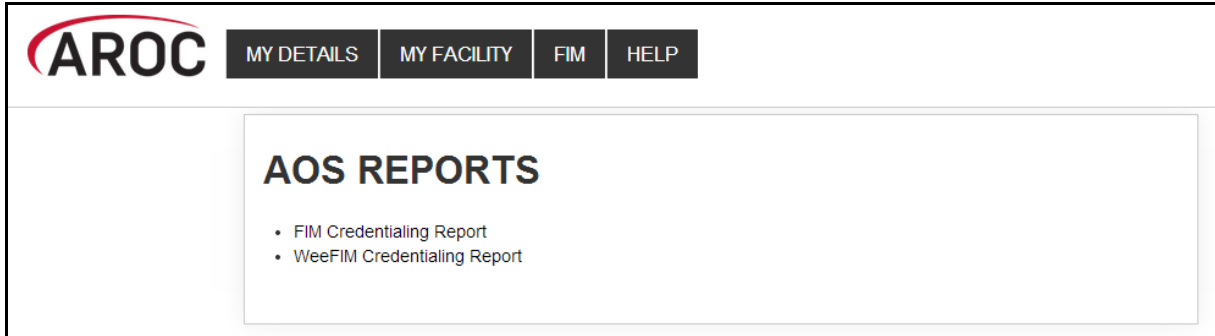 AROC
MY DETAILS MY FACILITY FIM HELP
AOS REPORTS
• FIM Credentialing Report
• WeeFIM Credentialing Report